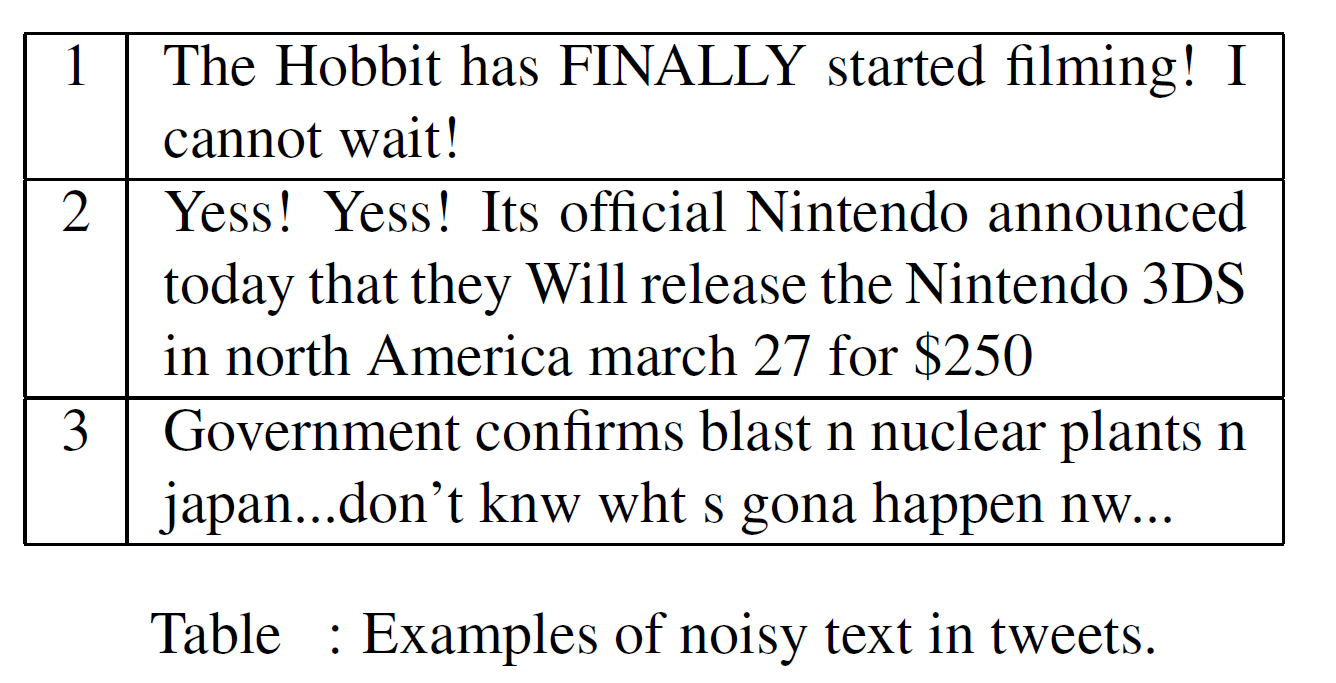 1 The Hobbit has FINALLY started filming! I
cannot wait!
2 Yess! Yess! Its official Nintendo announced
today that they Will release the Nintendo 3DS
in north America march 27 for $250
3 Government confirms blast n nuclear plants n
japan...don’t knw wht s gona happen nw...
Table : Examples of noisy text in tweets.